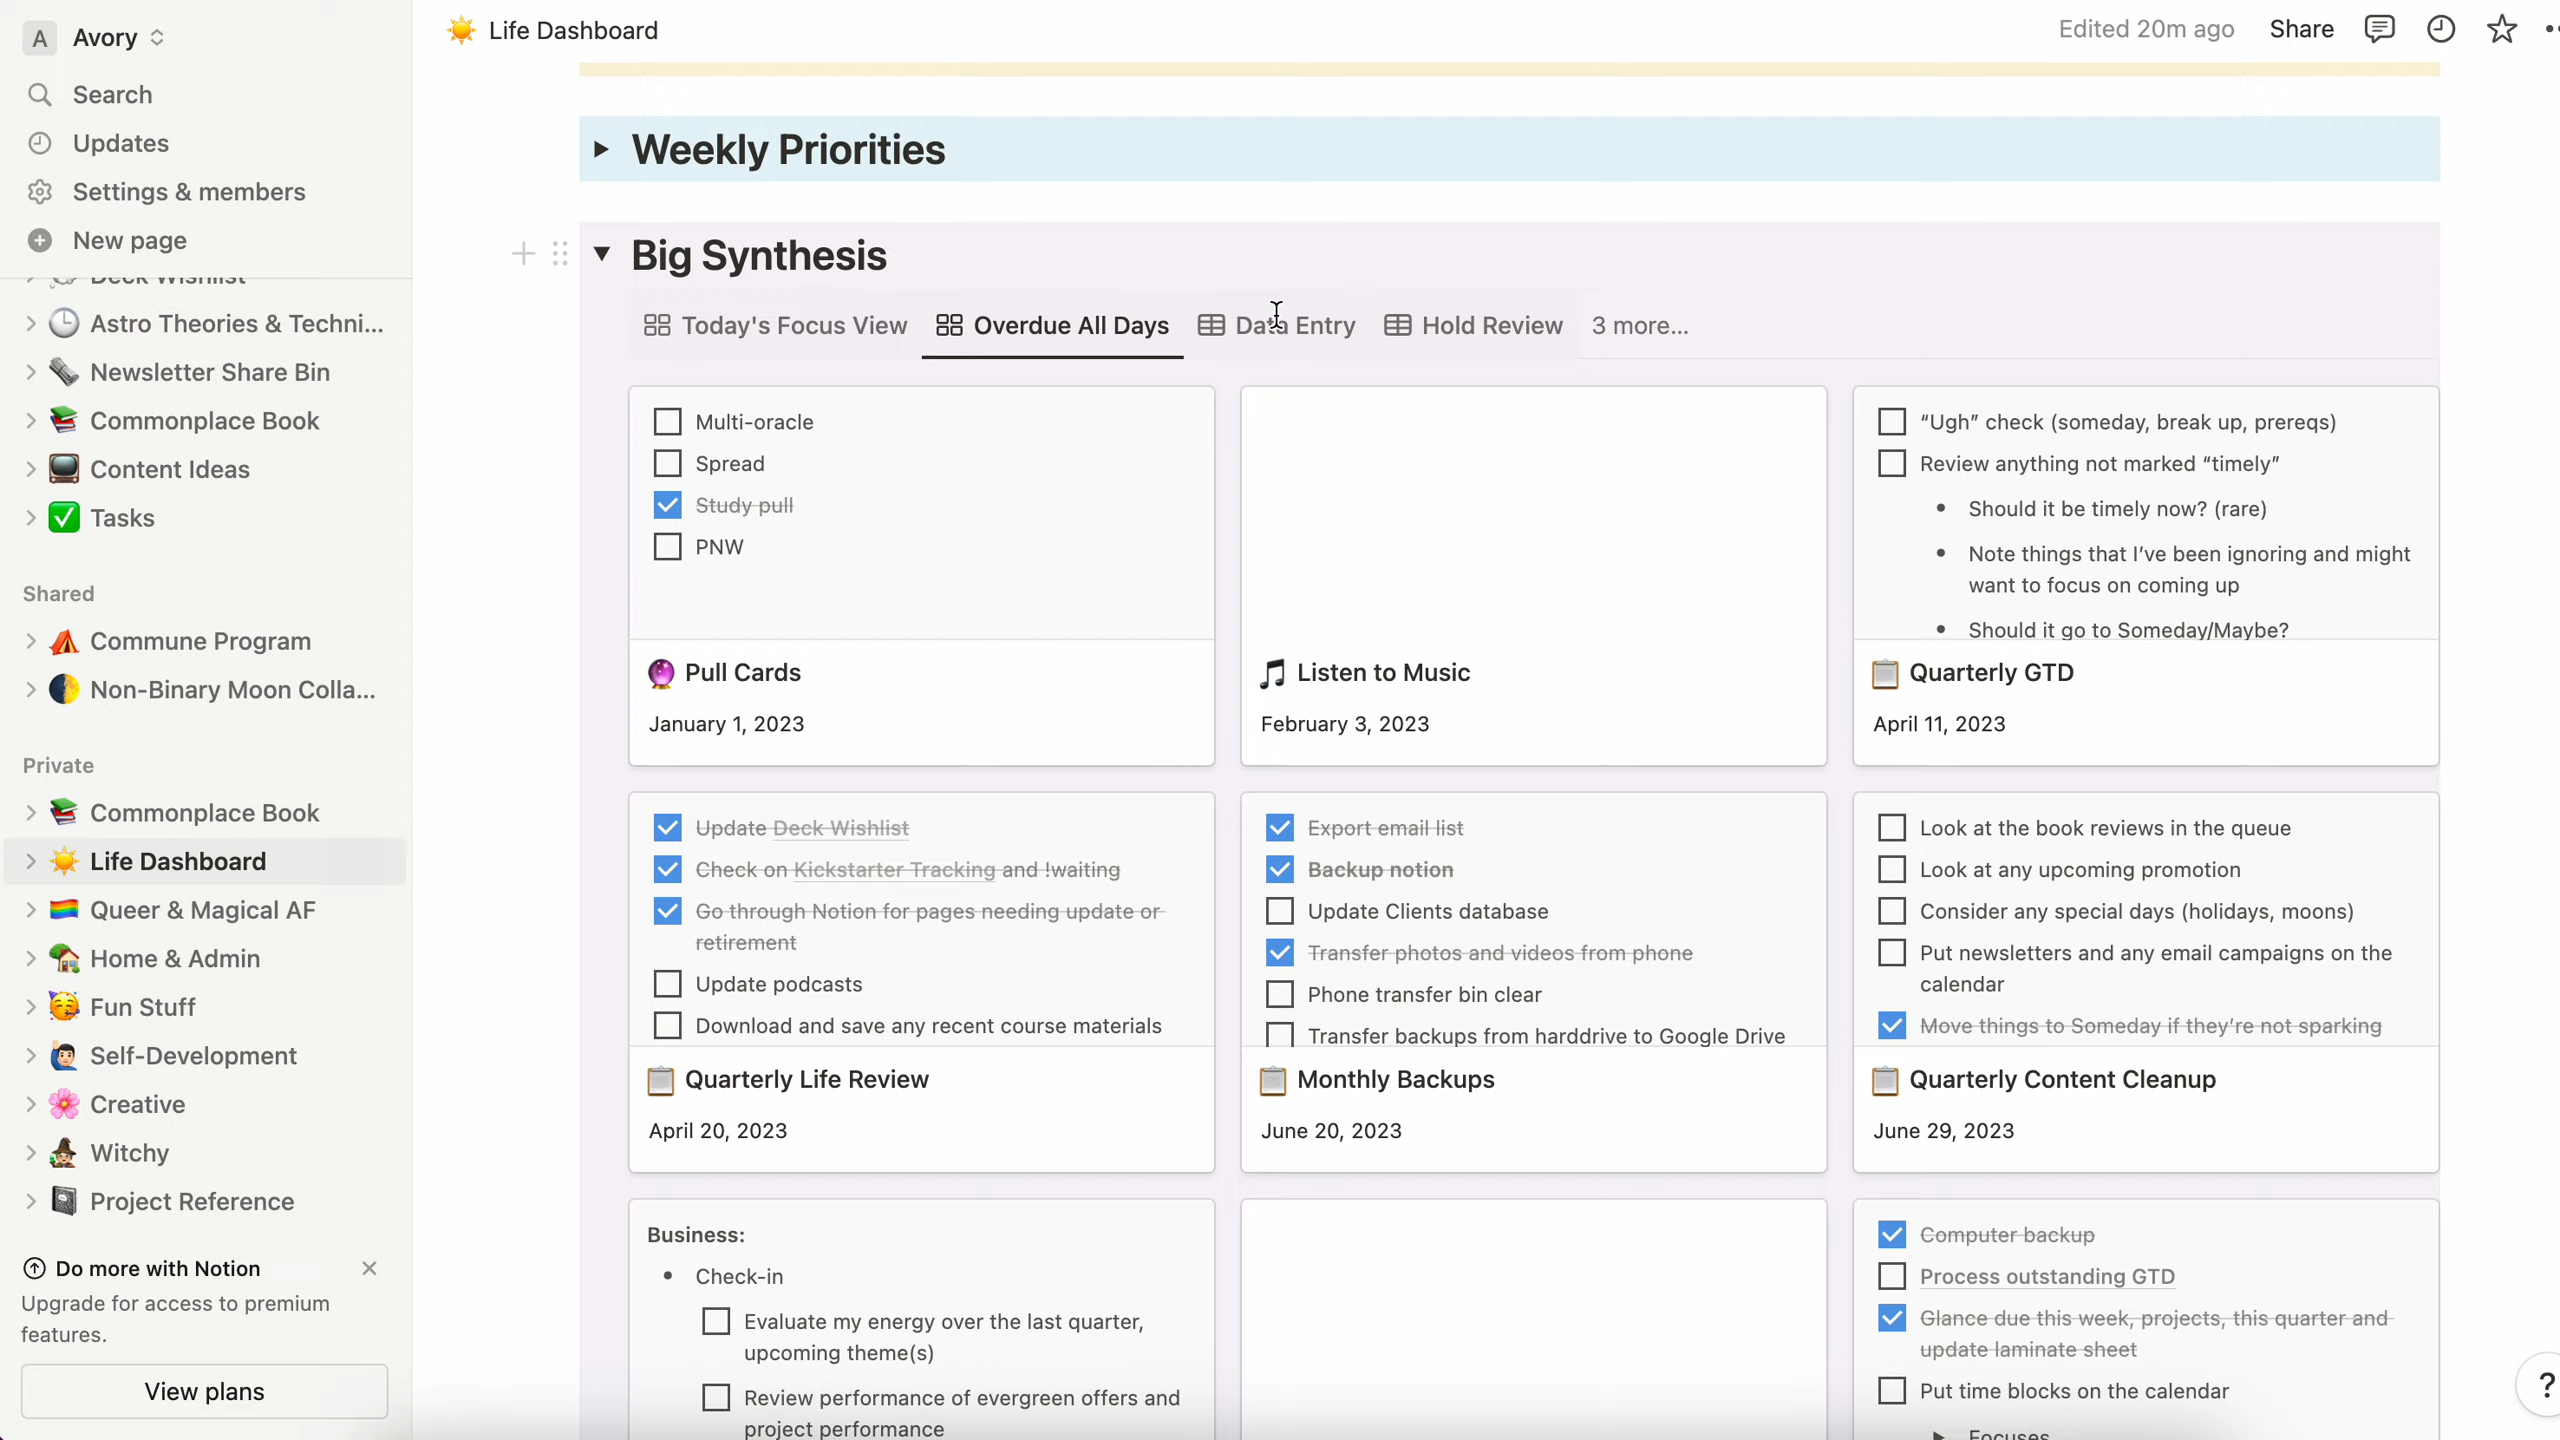 A Avory
Search
Updates
Settings & members
New page
Deck Wishlist
Astro Theories & Techni...
Newsletter Share Bin
Commonplace Book
Content Ideas
Tasks
Shared
Commune Program
Non-Binary Moon Colla...
Private
Commonplace Book
Life Dashboard
Queer & Magical AF
Home & Admin
Fun Stuff
Self-Development
Creative
Witchy
Project Reference
Do more with Notion
Upgrade for access to premium
features.
View plans
Life Dashboard
Edited 20m ago Share
Weekly Priorities
Big Synthesis
Today's Focus View Overdue All Days Data Entry Hold Review 3 more...
Multi-oracle
Spread
Study pull
PNW
Pull Cards
January 1, 2023
Listen to Music
February 3, 2023
“Ugh” check (someday, break up, prereqs)
Review anything not marked “timely”
• Should it be timely now? (rare)
• Note things that I’ve been ignoring and might
want to focus on coming up
• Should it go to Someday/Maybe?
Quarterly GTD
April 11, 2023
Update Deck Wishlist
Check on Kickstarter Tracking and !waiting
Go through Notion for pages needing update or
retirement
Update podcasts
Download and save any recent course materials
Quarterly Life Review
April 20, 2023
Export email list
Backup notion
Update Clients database
Transfer photos and videos from phone
Phone transfer bin clear
Transfer backups from harddrive to Google Drive
Monthly Backups
June 20, 2023
Look at the book reviews in the queue
Look at any upcoming promotion
Consider any special days (holidays, moons)
Put newsletters and any email campaigns on the
calendar
Move things to Someday if they’re not sparking
Quarterly Content Cleanup
June 29, 2023
Business:
• Check-in
Evaluate my energy over the last quarter,
upcoming theme(s)
Review performance of evergreen offers and
project performance
Computer backup
Process outstanding GTD
Glance due this week, projects, this quarter and
update laminate sheet
Put time blocks on the calendar
Focuses
?